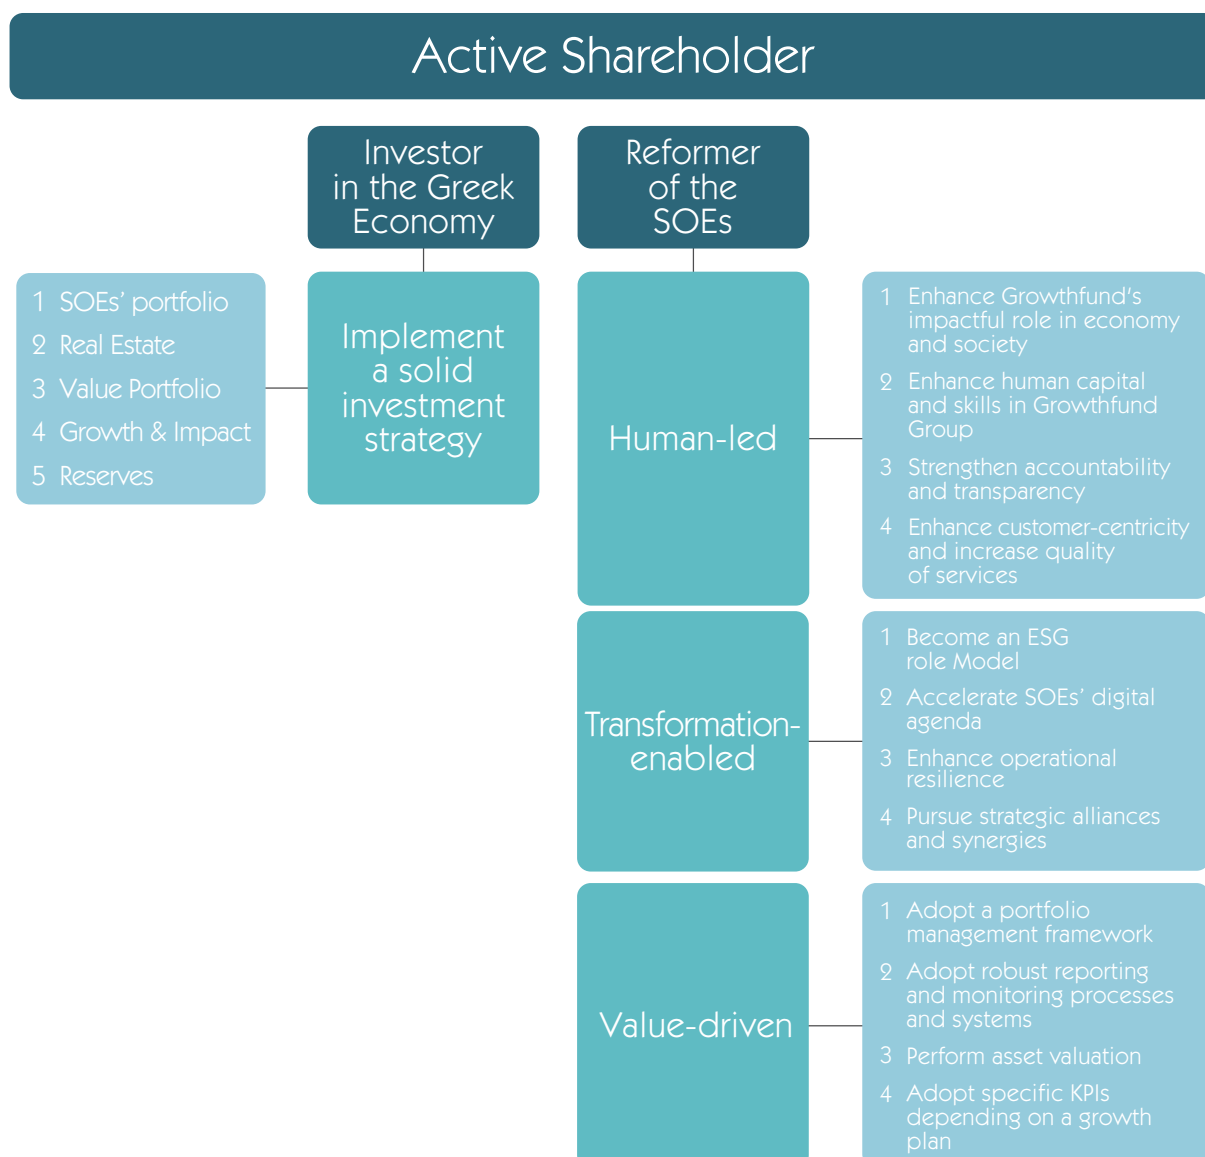 Active Shareholder
Investor
in the Greek
Economy
Reformer
of the
SOEs
1 SOEs' portfolio
2 Real Estate
3 Value Portfolio
4 Growth & Impact
5 Reserves
Implement
a solid
investment
strategy
Human-led
1 Enhance Growthfund's
impactful role in economy
and society
2 Enhance human capital
and skills in Growthfund
Group
3 Strengthen accountability
and transparency
4 Enhance customer-centricity
and increase quality
of services
Transformation-
enabled
1 Become an ESG
role Model
2 Accelerate SOEs' digital
agenda
3 Enhance operational
resilience
4 Pursue strategic alliances
and synergies
Value-driven
1 Adopt a portfolio
management framework
2 Adopt robust reporting
and monitoring processes
and systems
3 Perform asset valuation
4 Adopt specific KPIs
depending on a growth
plan